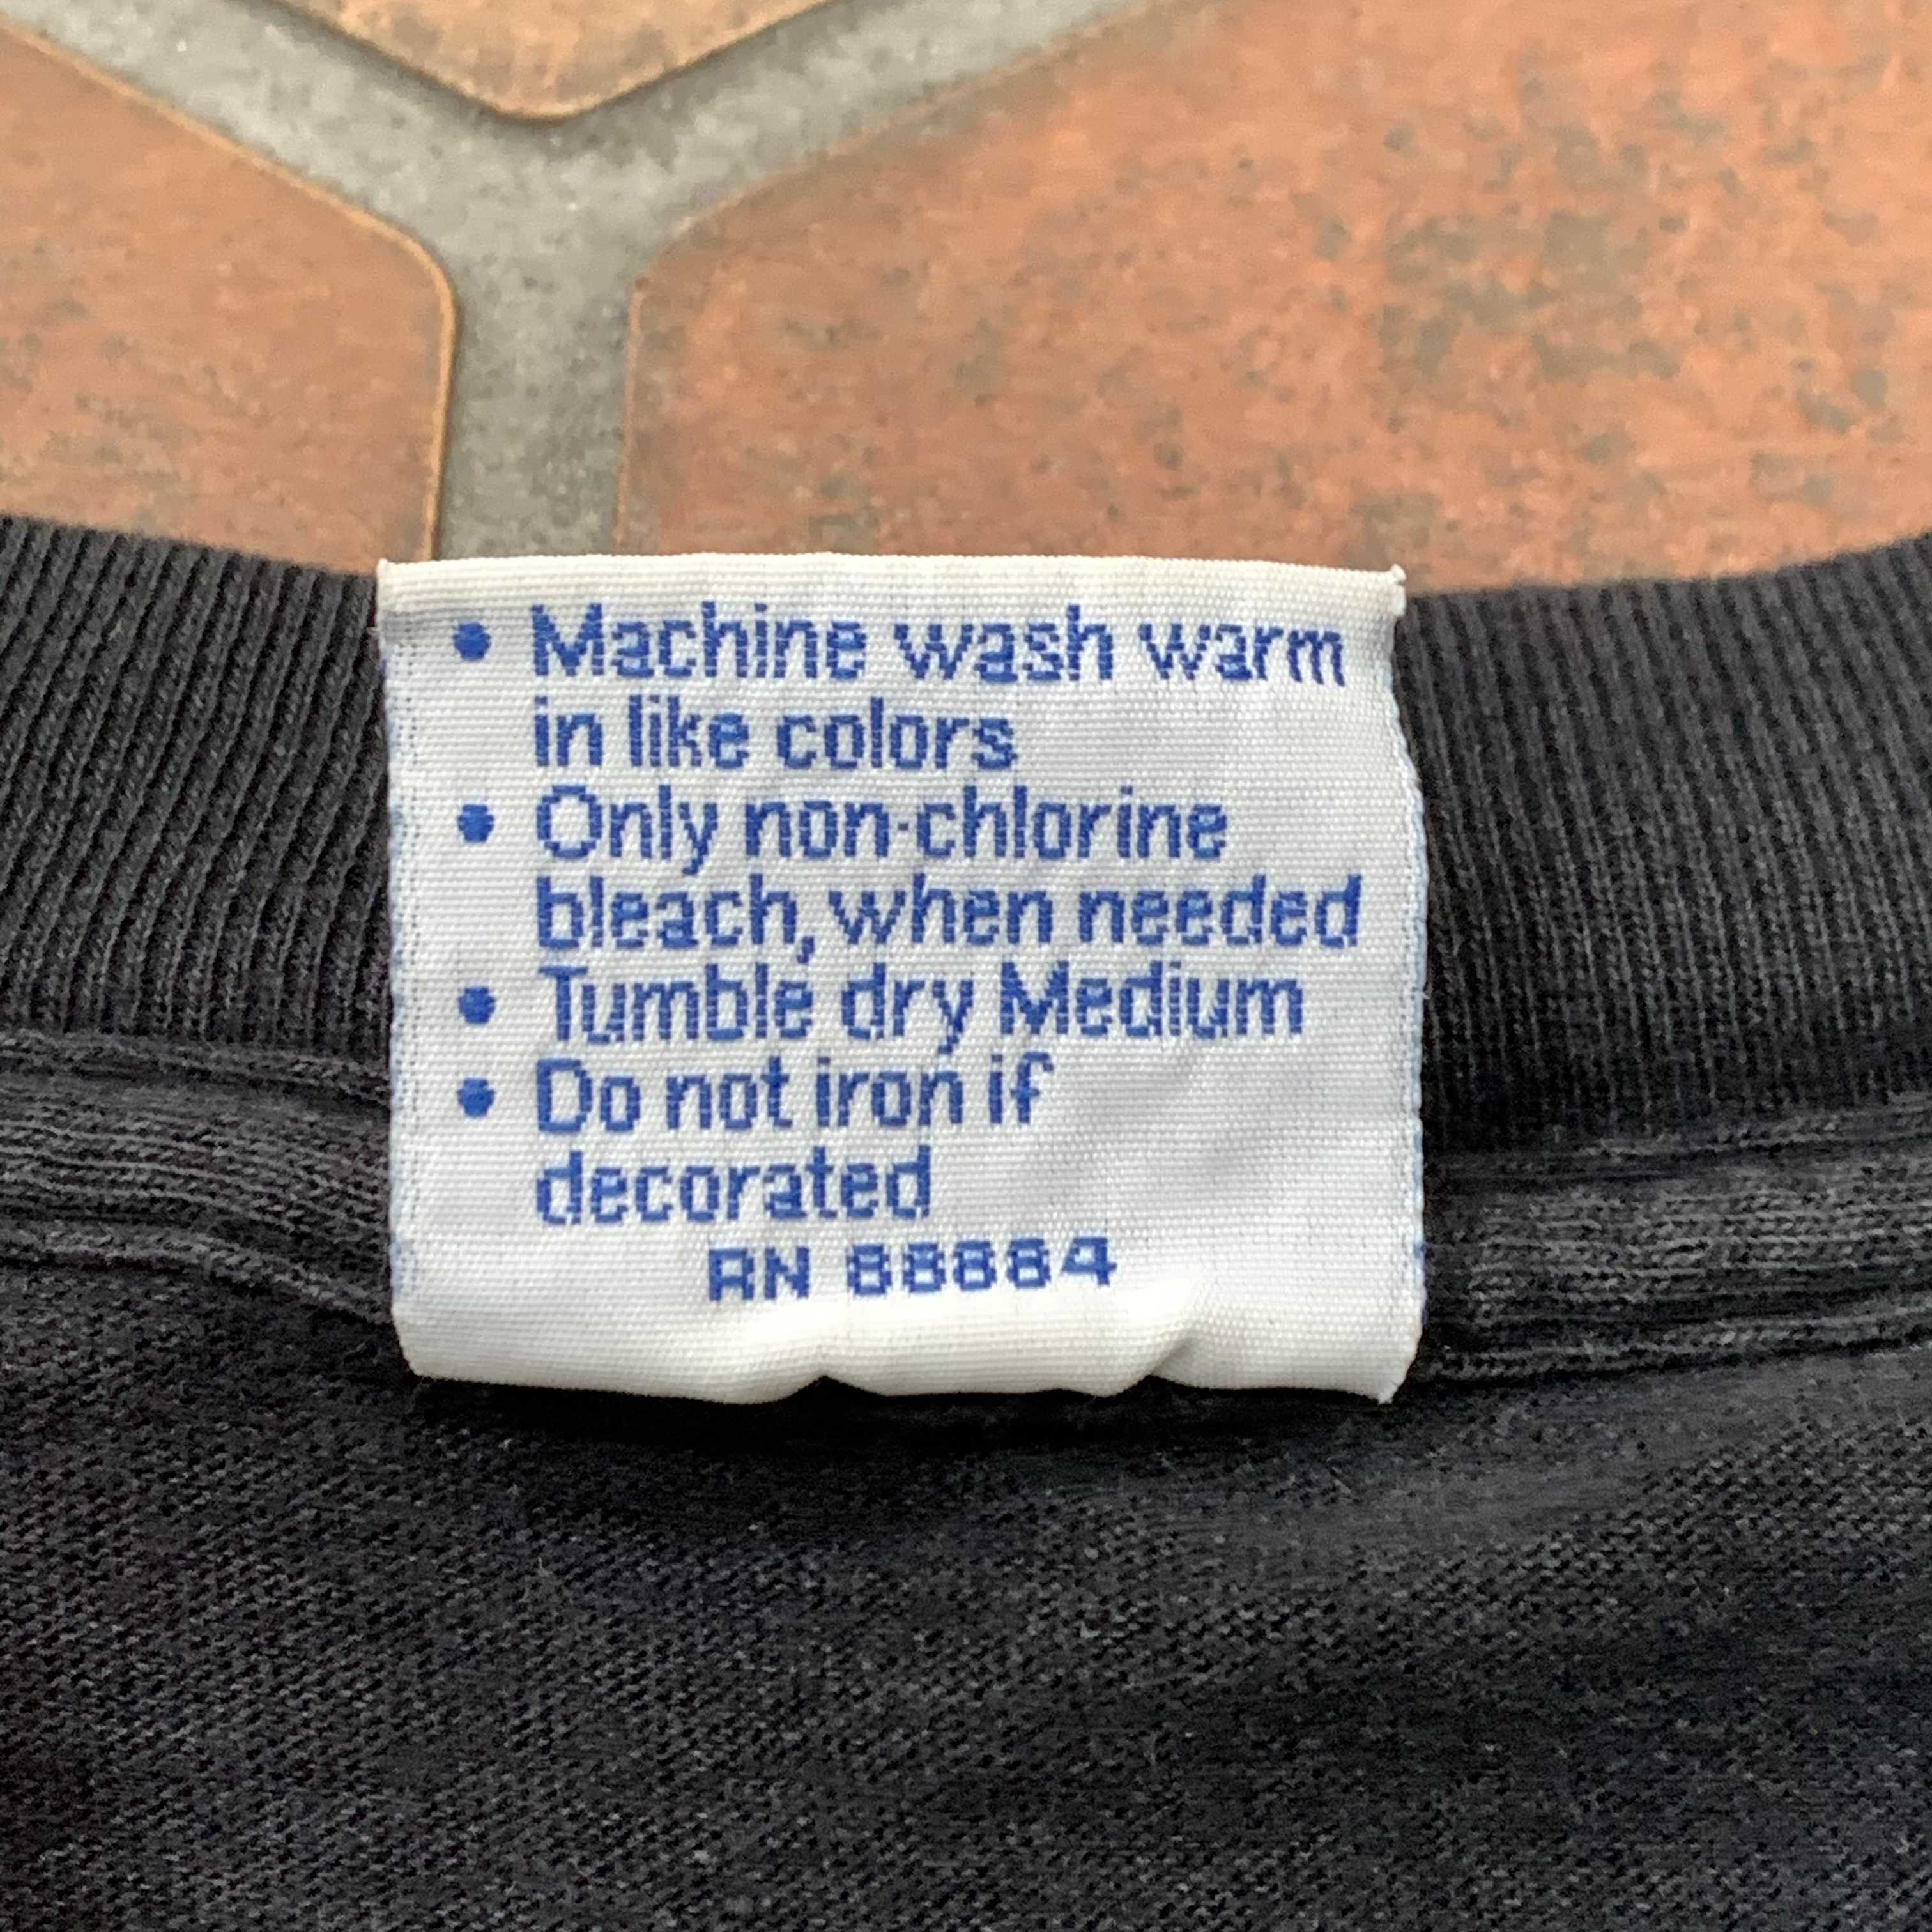 • Machine wash warm
in like colors
• Only non-chlorine
bleach, when needed
• Tumble dry Medium
• Do not iron if
decorated
RN 88884